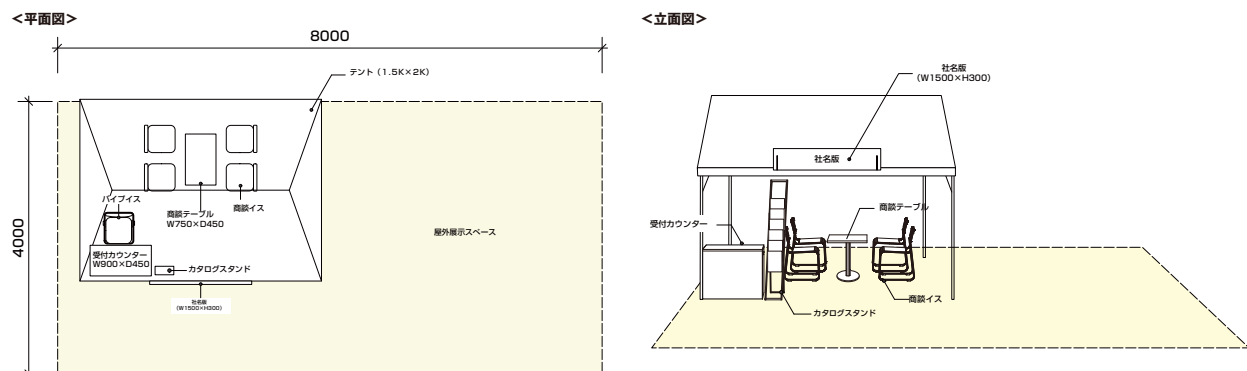 <平面図>
8000
テント（1.5K×2K）
4000
パイプイス
商談テーブル
W750×D450
商談イス
受付カウンター
W900×D450
カタログスタンド
社名版
(W1500×H300)
屋外展示スペース
<立面図>
社名版
(W1500×H300)
社名版
受付カウンター
商談テーブル
商談イス
カタログスタンド